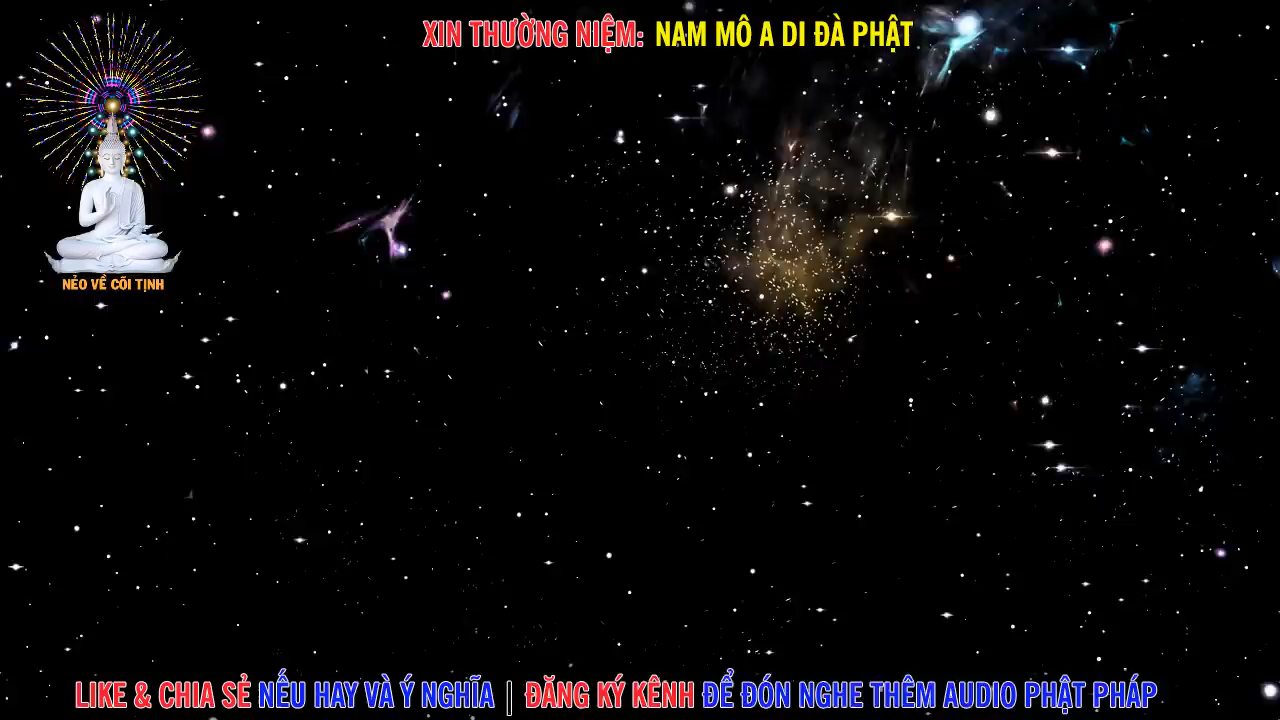 XIN THƯỜNG NIỆM: NAM MÔ A DI ĐÀ PHẬT
NẺO VỀ CÕI TỊNH
LIKE & CHIA SẺ NẾU HAY VÀ Ý NGHĨA | ĐĂNG KÝ KÊNH ĐỂ ĐÓN NGHE THÊM AUDIO PHẬT PHÁP